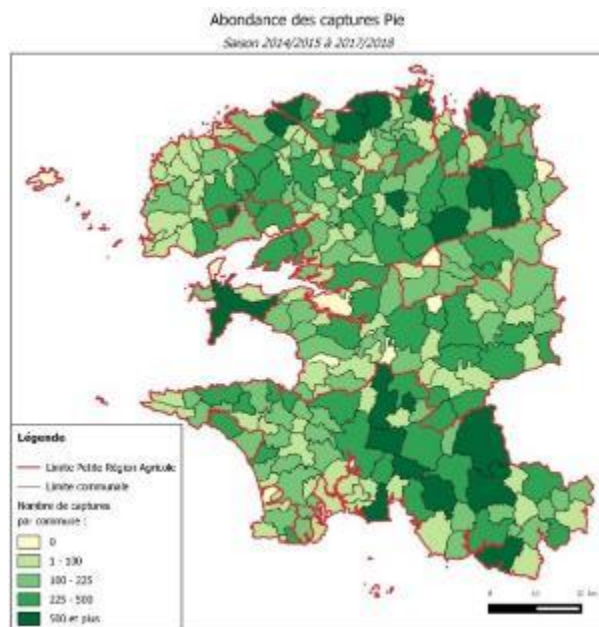 Abondance des captures Pie
Saison 2014/2015 à 2017/2018
Légende
Limite Petite Région Agricole
Limite communale
Nombre de captures
par commune :
0
1 - 100
100 - 225
225 - 500
500 et plus
0